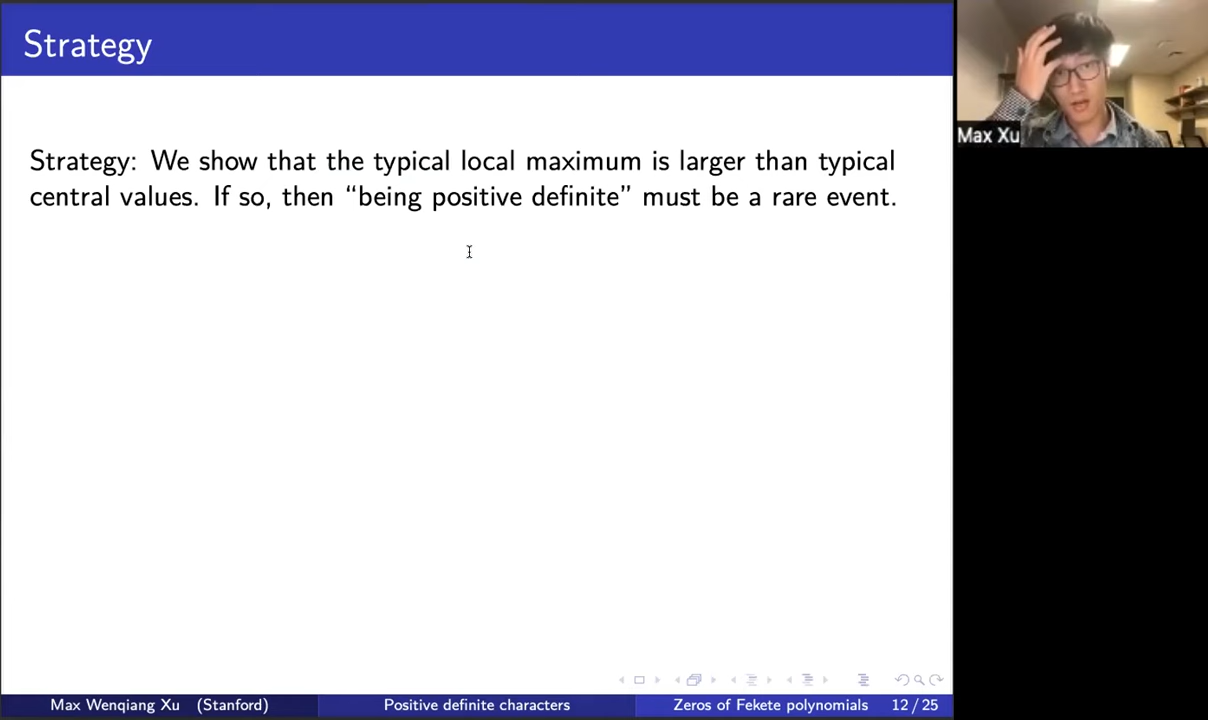 Strategy
Strategy: We show that the typical local maximum is larger than typical
central values. If so, then “being positive definite” must be a rare event.
Max Xu
Max Wenqiang Xu (Stanford) Positive definite characters Zeros of Fekete polynomials 12 / 25